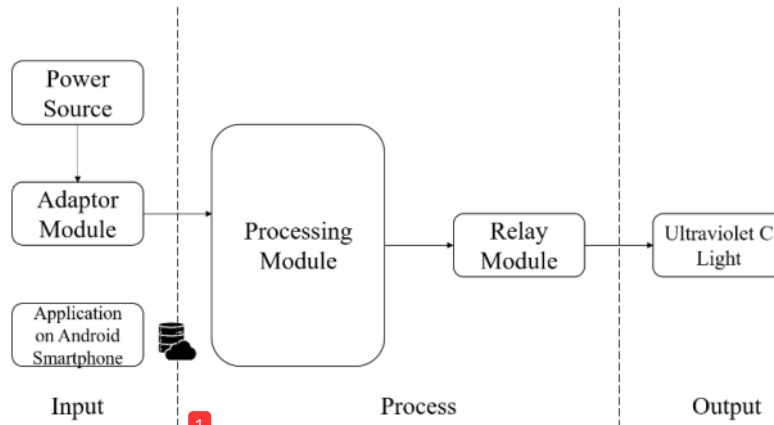 Power
Source
Adaptor
Module
Application
on Android
Smartphone
Processing
Module
Relay
Module
Ultraviolet C
Light
Input
Process
Output
1